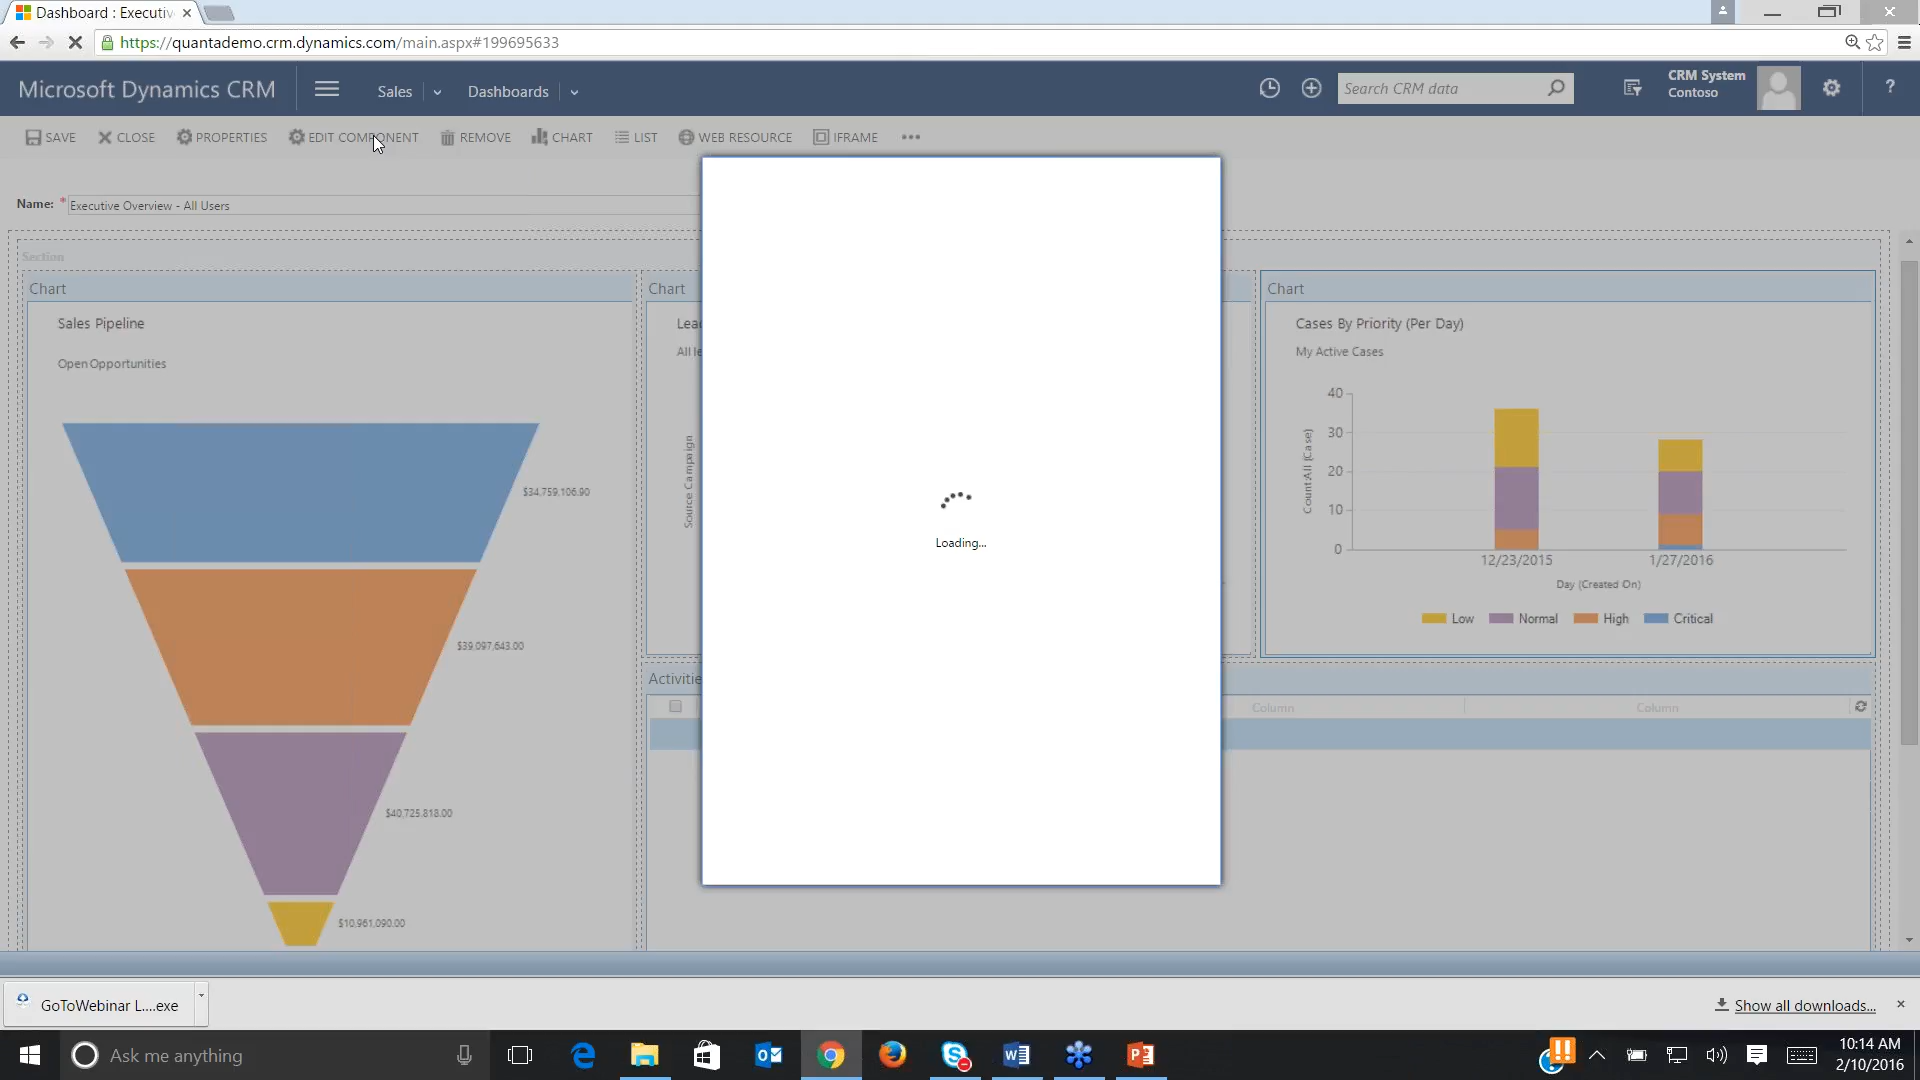 Dashboard : Executiv
https://quantademo.crm.dynamics.com/main.aspx#199695633
Microsoft Dynamics CRM
Sales
Dashboards
Search CRM data
CRM System
Contoso
?
SAVE
CLOSE
PROPERTIES
EDIT COMPONENT
REMOVE
CHART
LIST
WEB RESOURCE
IFRAME
Name: * Executive Overview - All Users
Section
Chart
Sales Pipeline
Open Opportunities
$34,759,106.90
$39,097,643.00
$40,725,818.00
$10,961,090.00
Chart
Lead
All le
Source Campaign
Loading...
Chart
Cases By Priority (Per Day)
My Active Cases
Count:All (Case)
40
30
20
10
0
12/23/2015
1/27/2016
Day (Created On)
Low Normal High Critical
Activitie
Column
Column
GoToWebinar L....exe
Show all downloads...
Ask me anything
10:14 AM
2/10/2016